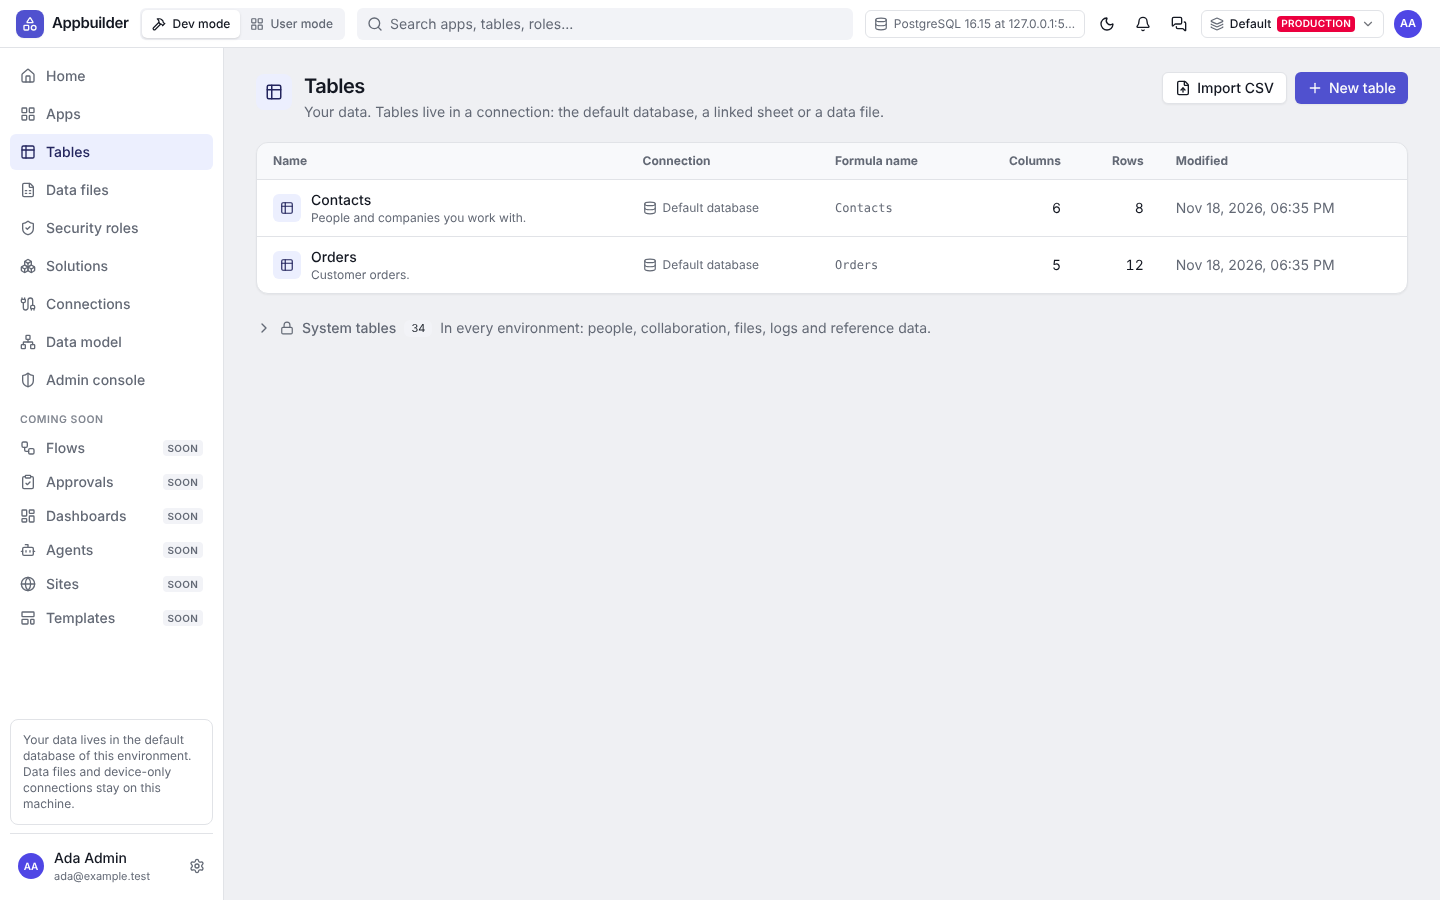 Appbuilder
Dev mode
User mode
Search apps, tables, roles...
PostgreSQL 16.15 at 127.0.0.1:5...
Default PRODUCTION
AA
Home
Apps
Tables
Data files
Security roles
Solutions
Connections
Data model
Admin console
COMING SOON
Flows SOON
Approvals SOON
Dashboards SOON
Agents SOON
Sites SOON
Templates SOON
Your data lives in the default
database of this environment.
Data files and device-only
connections stay on this
machine.
AA
Ada Admin
ada@example.test
Tables
Your data. Tables live in a connection: the default database, a linked sheet or a data file.
Import CSV
New table
Name Connection Formula name Columns Rows Modified
Contacts
People and companies you work with.
Default database Contacts 6 8 Nov 18, 2026, 06:35 PM
Orders
Customer orders.
Default database Orders 5 12 Nov 18, 2026, 06:35 PM
System tables 34 In every environment: people, collaboration, files, logs and reference data.